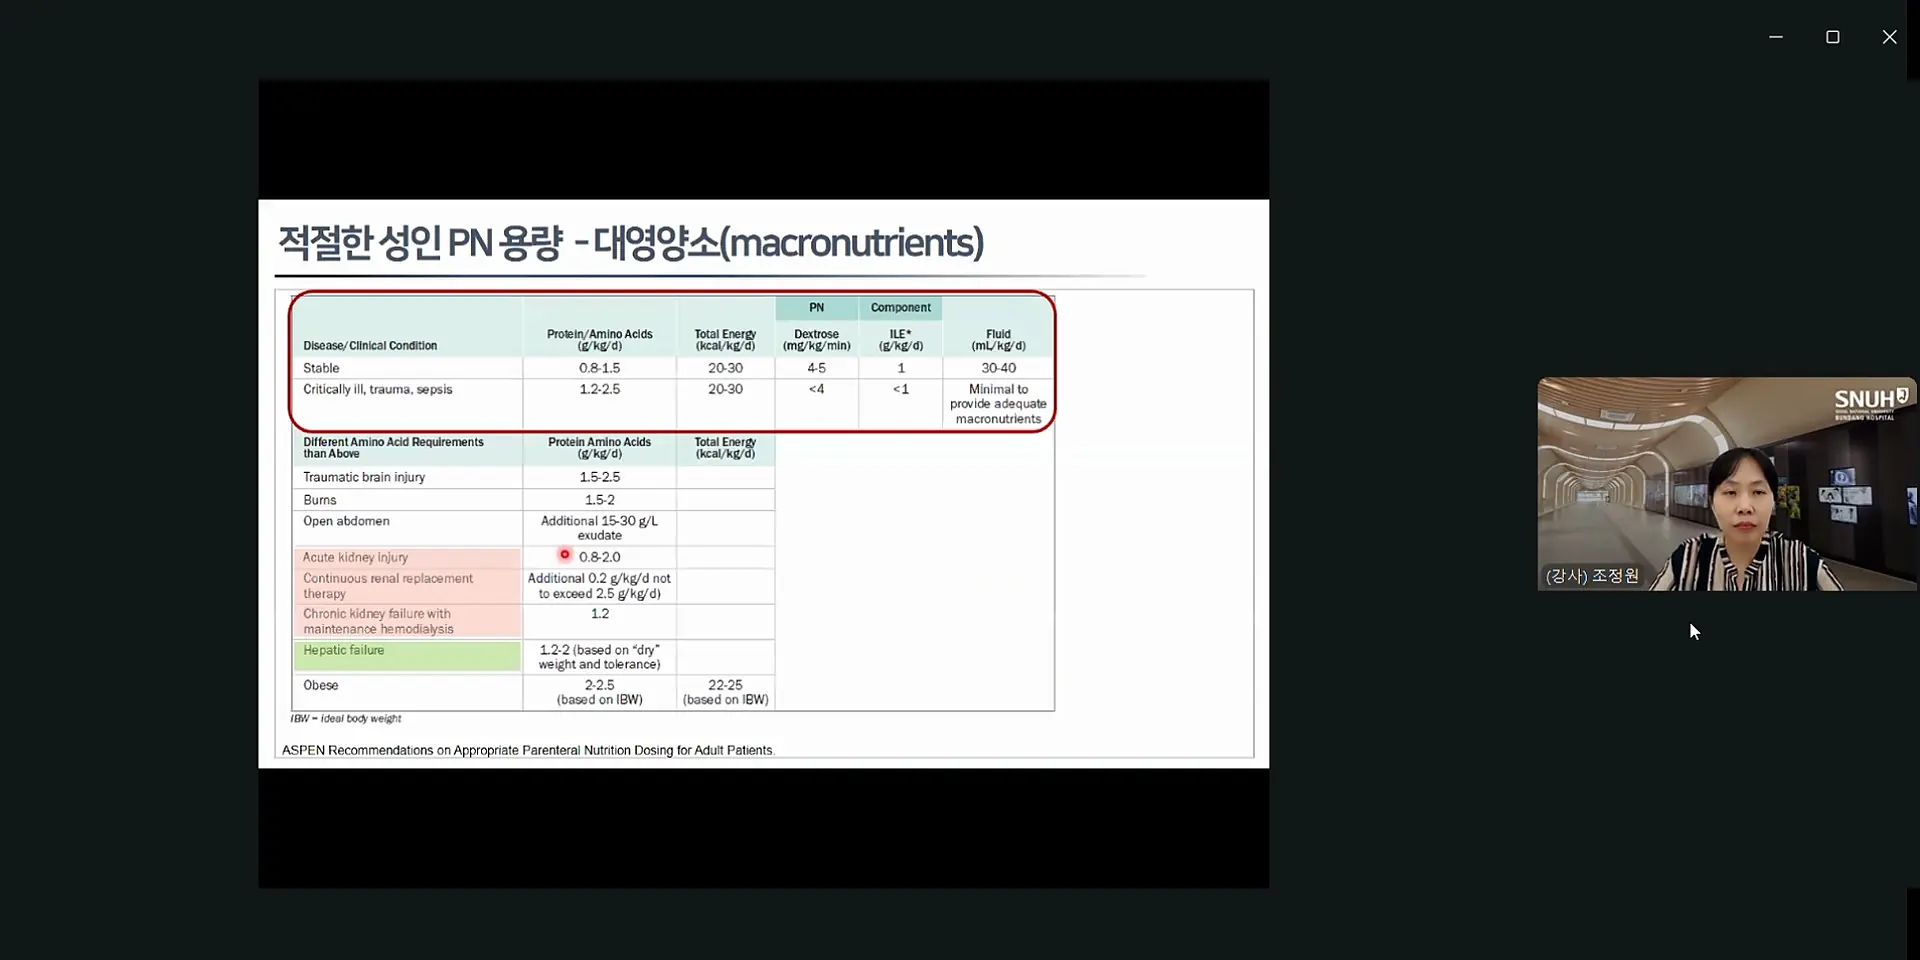 적절한 성인 PN 용량 - 대영양소(macronutrients)
PN Component
Disease/Clinical Condition Protein/Amino Acids (g/kg/d) Total Energy (kcal/kg/d) Dextrose (mg/kg/min) ILE* (g/kg/d) Fluid (mL/kg/d)
Stable 0.8-1.5 20-30 4-5 1 30-40
Critically ill, trauma, sepsis 1.2-2.5 20-30 <4 <1 Minimal to provide adequate macronutrients
Different Amino Acid Requirements than Above Protein Amino Acids (g/kg/d) Total Energy (kcal/kg/d)
Traumatic brain injury 1.5-2.5
Burns 1.5-2
Open abdomen Additional 15-30 g/L exudate
Acute kidney injury 0.8-2.0
Continuous renal replacement therapy Additional 0.2 g/kg/d not to exceed 2.5 g/kg/d)
Chronic kidney failure with maintenance hemodialysis 1.2
Hepatic failure 1.2-2 (based on “dry” weight and tolerance)
Obese 2-2.5 (based on IBW) 22-25 (based on IBW)
IBW = ideal body weight
ASPEN Recommendations on Appropriate Parenteral Nutrition Dosing for Adult Patients.
SNUH
SEOUL NATIONAL UNIVERSITY
BUNDANG HOSPITAL
(강사) 조정원